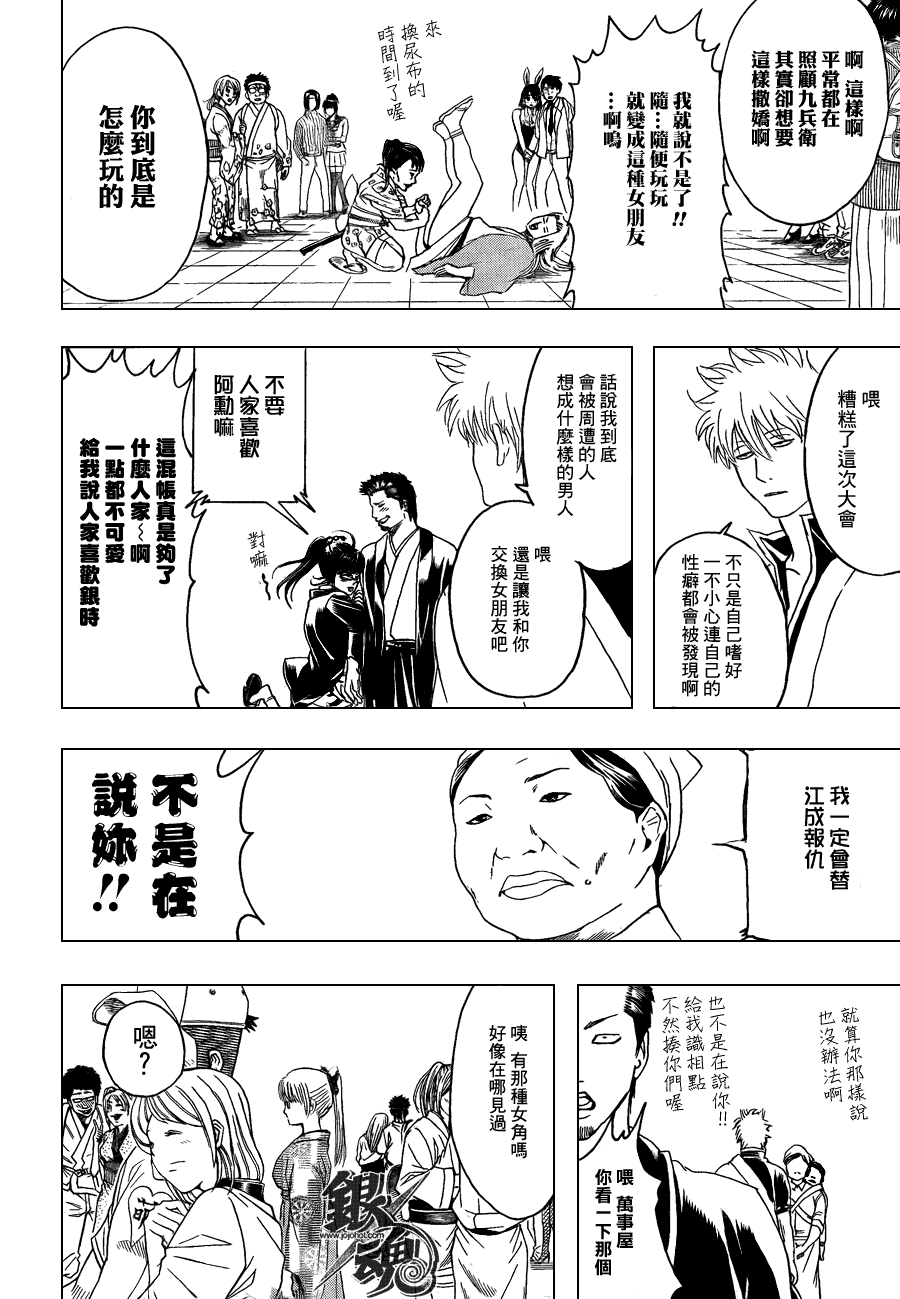 啊 這樣啊
平常都在
照顧九兵衛
其實卻想要
這樣撒嬌啊
我就說不是了!!
隨…隨便玩玩
就變成這種女朋友
…啊嗚
來
換尿布的
時間到了喔
你到底是
怎麼玩的
喂
糟糕了這次大會
不只是自己嗜好
一不小心連自己的
性癖都會被發現啊
話說我到底
會被周遭的人
想成什麼樣的男人
喂
還是讓我和你
交換女朋友吧
不要
人家喜歡
阿勳嘛
對嘛~
這混帳真是夠了
什麼人家~啊
一點都不可愛
給我說人家喜歡銀時
我一定會替
江成報仇
不是在
說妳!!
就算你那樣說
也沒辦法啊
也不是在說你!!
給我識相點
不然揍你們喔
喂 萬事屋
你看一下那個
咦 有那種女角嗎
好像在哪見過
嗯?
銀魂
www.jojohot.com